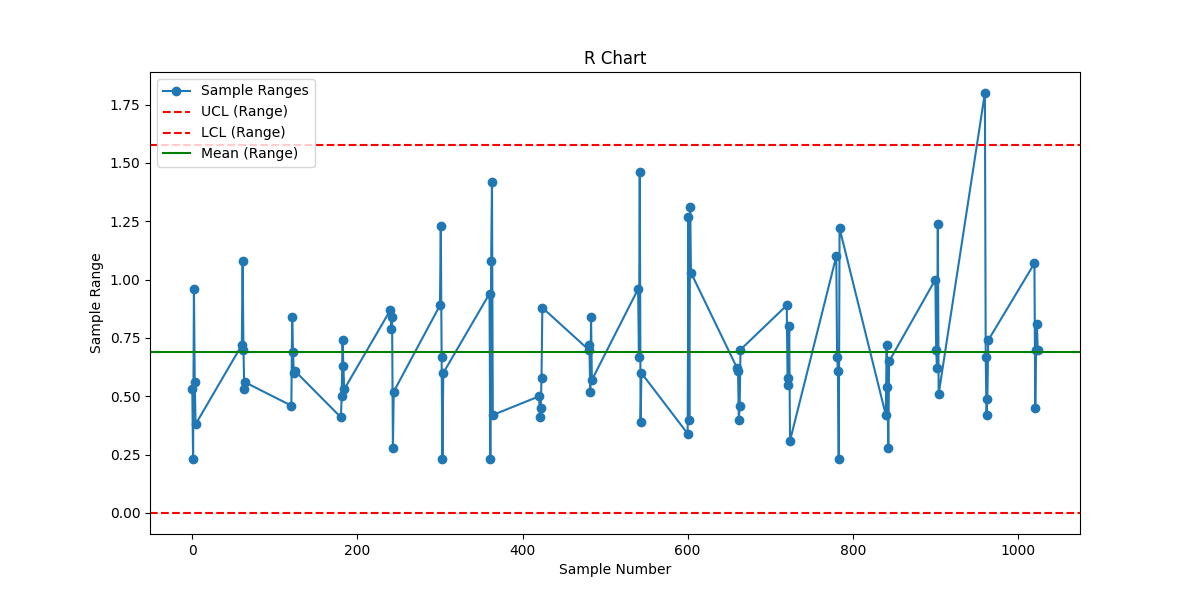 R Chart
Sample Ranges
UCL (Range)
LCL (Range)
Mean (Range)
1.75
1.50
1.25
1.00
0.75
0.50
0.25
0.00
Sample Range
0 200 400 600 800 1000
Sample Number